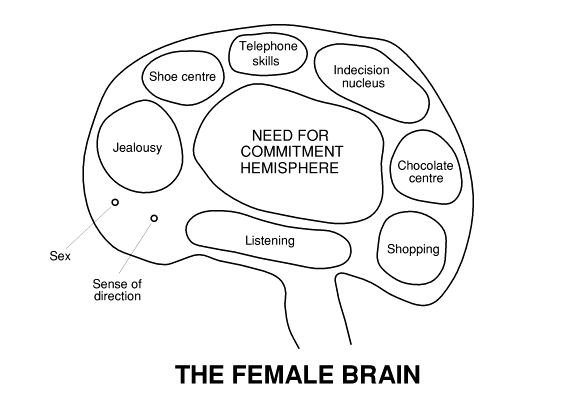 Telephone
skills
Shoe centre
Indecision
nucleus
Jealousy
NEED FOR
COMMITMENT
HEMISPHERE
Chocolate
centre
Listening
Shopping
Sex
Sense of
direction
THE FEMALE BRAIN